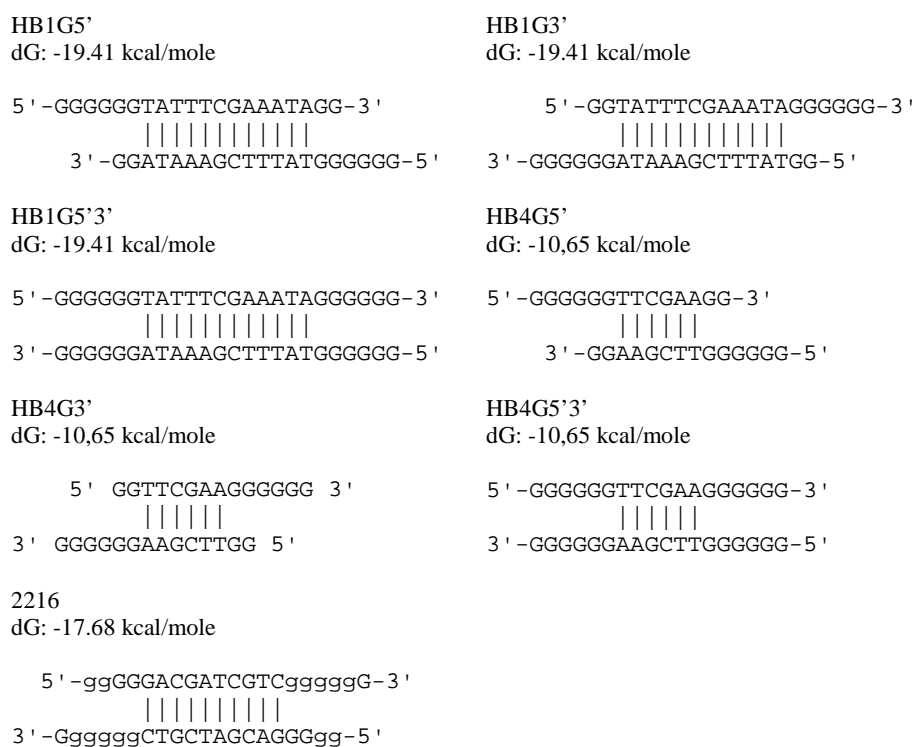 HB1G5’
dG: -19.41 kcal/mole
5'-GGGGGGTATTTCGAAATAGG-3'
||||||||||||
3'-GGATAAAGCTTTATGGGGGG-5'
HB1G3’
dG: -19.41 kcal/mole
5'-GGTATTTCGAAATAGGGGGG-3'
||||||||||||
3'-GGGGGGATAAAGCTTTATGG-5'
HB1G5’3’
dG: -19.41 kcal/mole
5'-GGGGGGTATTTCGAAATAGGGGGG-3'
||||||||||||
3'-GGGGGGATAAAGCTTTATGGGGGG-5'
HB4G5’
dG: -10,65 kcal/mole
5'-GGGGGGTTCGAAGG-3'
||||||
3'-GGAAGCTTGGGGGG-5'
HB4G3’
dG: -10,65 kcal/mole
5' GGTTCGAAGGGGGG 3'
||||||
3' GGGGGGAAGCTTGG 5'
HB4G5’3’
dG: -10,65 kcal/mole
5'-GGGGGGTTCGAAGGGGGG-3'
||||||
3'-GGGGGGAAGCTTGGGGGG-5'
2216
dG: -17.68 kcal/mole
5'-ggGGGACGATCGTCgggggG-3'
||||||||||
3'-GgggggCTGCTAGCAGGGgg-5'